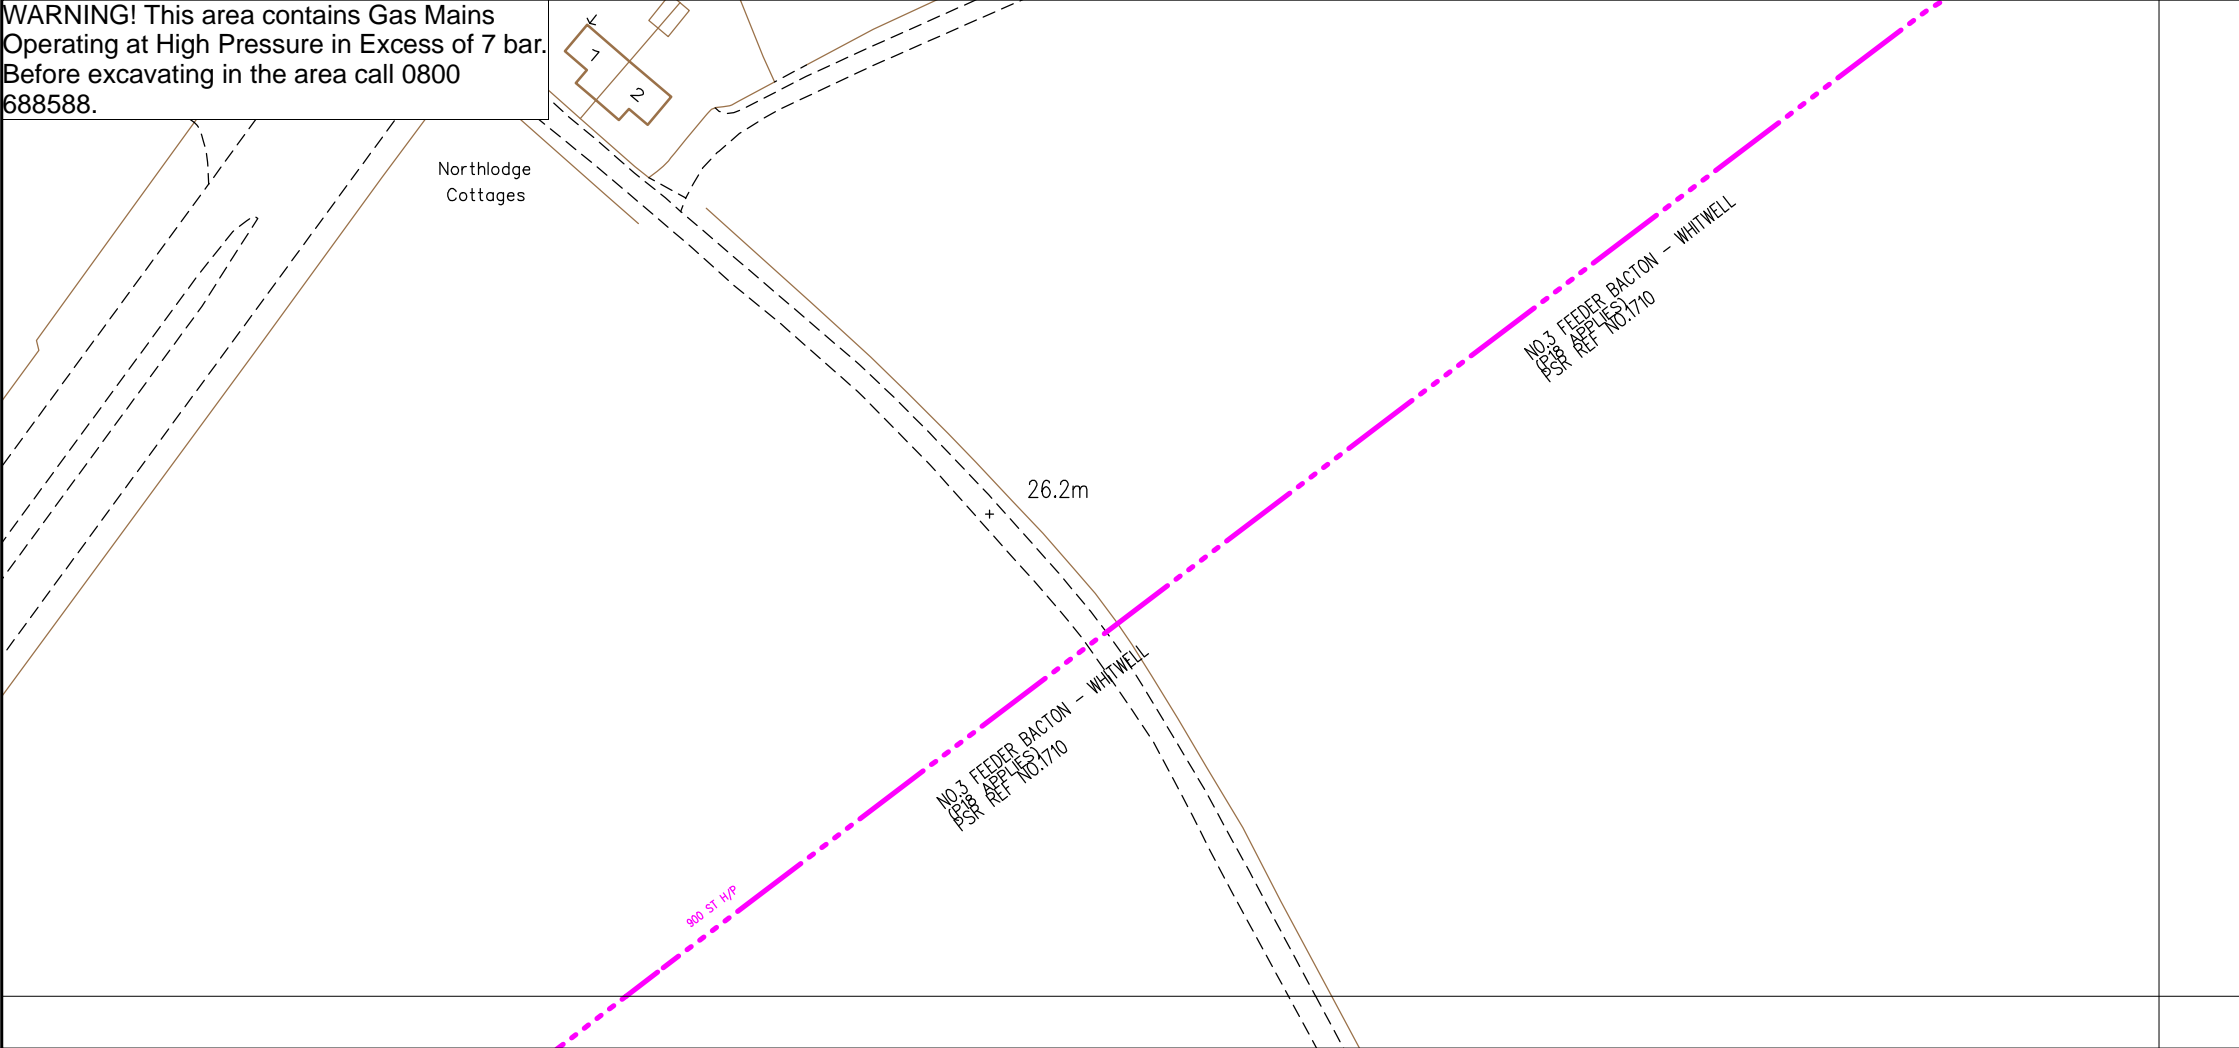 WARNING! This area contains Gas Mains
Operating at High Pressure in Excess of 7 bar.
Before excavating in the area call 0800
688588.
1
2
Northlodge
Cottages
NO.3 FEEDER BACTON - WHITWELL
(P18 APPLIES)
PSR REF NO.1710
26.2m
NO.3 FEEDER BACTON - WHITWELL
(P18 APPLIES)
PSR REF NO.1710
900 ST H/P